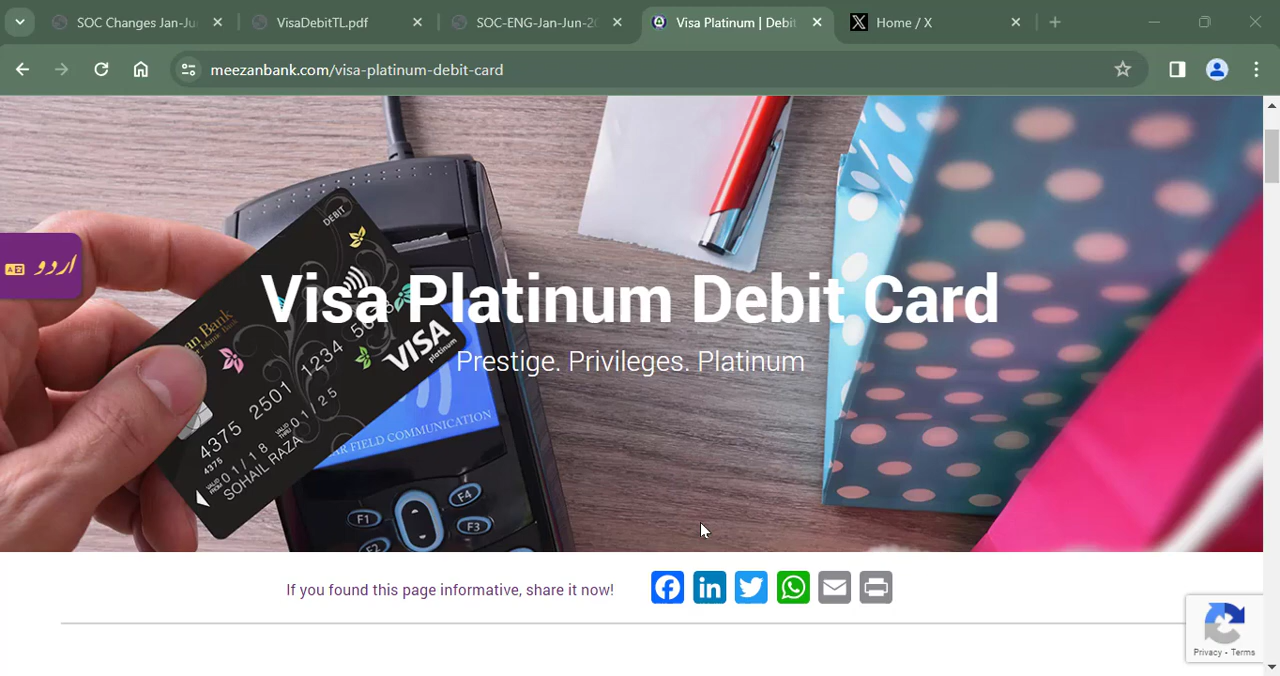 SOC Changes Jan-Ju
VisaDebitTL.pdf
SOC-ENG-Jan-Jun-20
Visa Platinum | Debit
X Home / X
meezanbank.com/visa-platinum-debit-card
اردو
DEBIT
an Bank
Visa Platinum Debit Card
Prestige. Privileges. Platinum
4375 2501 1234 56
VISA
platinum
4375
VALID FROM 01/18 VALID THRU 01/25
SOHAIL RAZA
AR FIELD COMMUNICATION
F1
F4
F3
F2
If you found this page informative, share it now!
Privacy - Terms